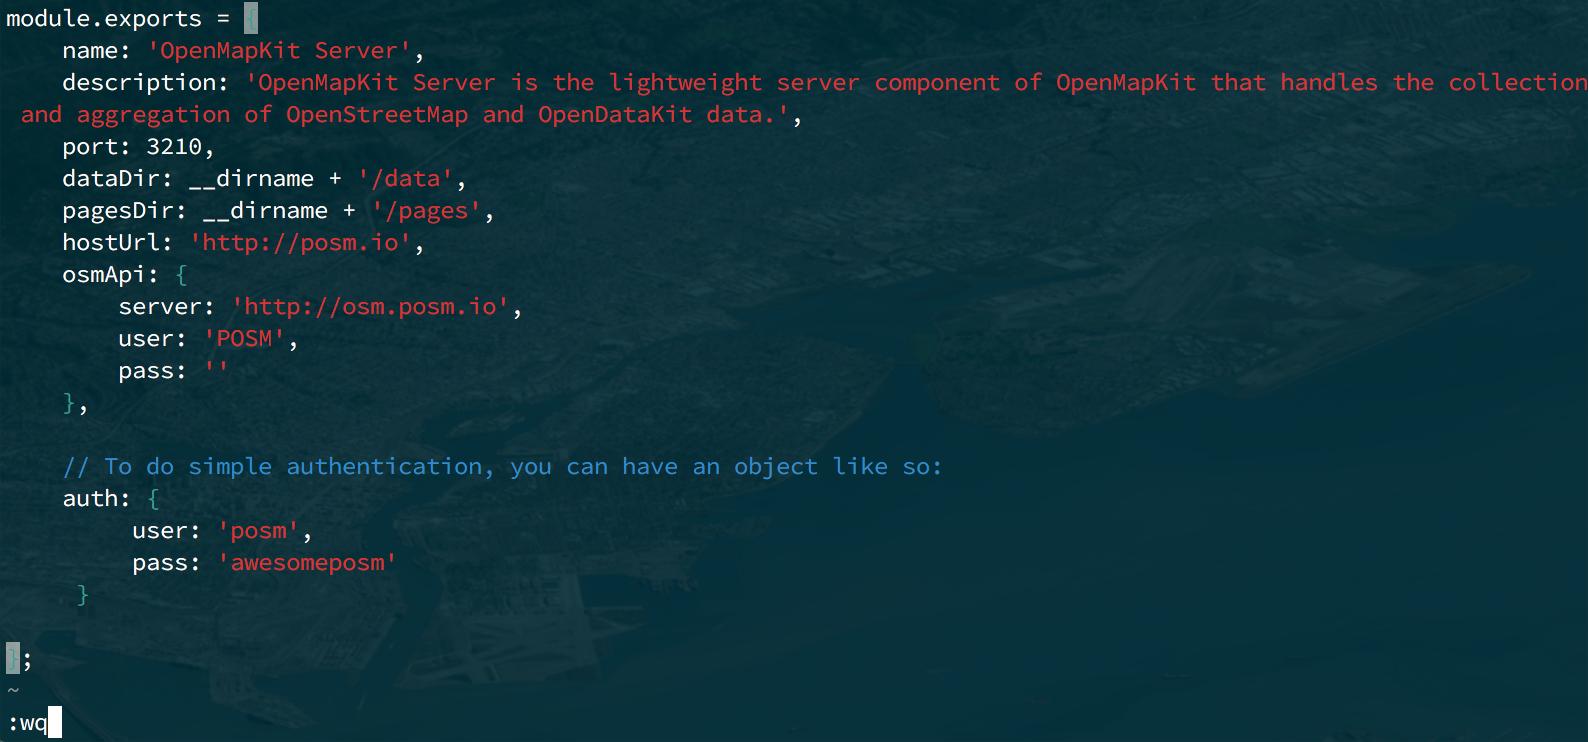 module.exports = {
    name: 'OpenMapKit Server',
    description: 'OpenMapKit Server is the lightweight server component of OpenMapKit that handles the collection
 and aggregation of OpenStreetMap and OpenDataKit data.',
    port: 3210,
    dataDir: __dirname + '/data',
    pagesDir: __dirname + '/pages',
    hostUrl: 'http://posm.io',
    osmApi: {
        server: 'http://osm.posm.io',
        user: 'POSM',
        pass: ''
    },

    // To do simple authentication, you can have an object like so:
    auth: {
         user: 'posm',
         pass: 'awesomeposm'
     }

};
~
:wq